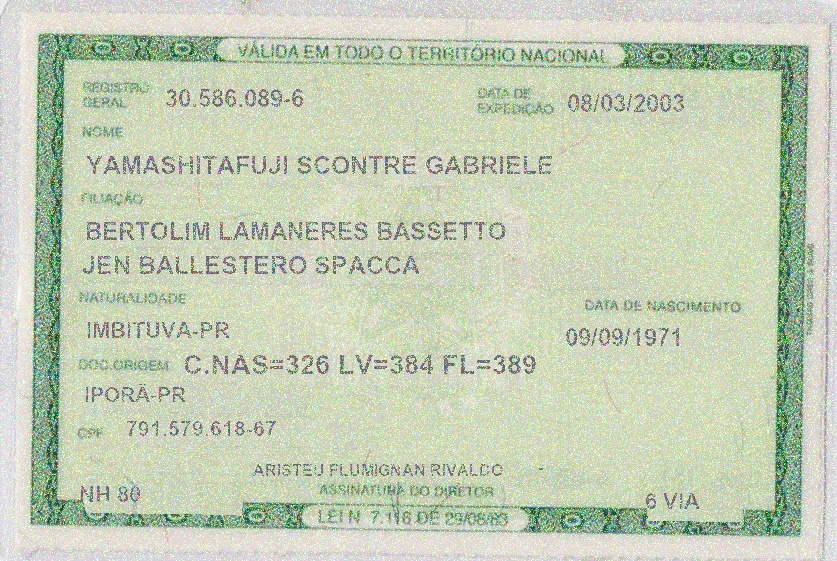 VÁLIDA EM TODO O TERRITÓRIO NACIONAL
REGISTRO GERAL 30.586.089-6 DATA DE EXPEDIÇÃO 08/03/2003
NOME
YAMASHITAFUJI SCONTRE GABRIELE
FILIAÇÃO
BERTOLIM LAMANERES BASSETTO
JEN BALLESTERO SPACCA
NATURALIDADE DATA DE NASCIMENTO
IMBITUVA-PR 09/09/1971
DOC.ORIGEM C.NAS=326 LV=384 FL=389
IPORÃ-PR
CPF 791.579.618-67
ARISTEU FLUMIGNAN RIVALDO
NH 80 ASSINATURA DO DIRETOR 6 VIA
LEI N 7.116 DE 29/08/83